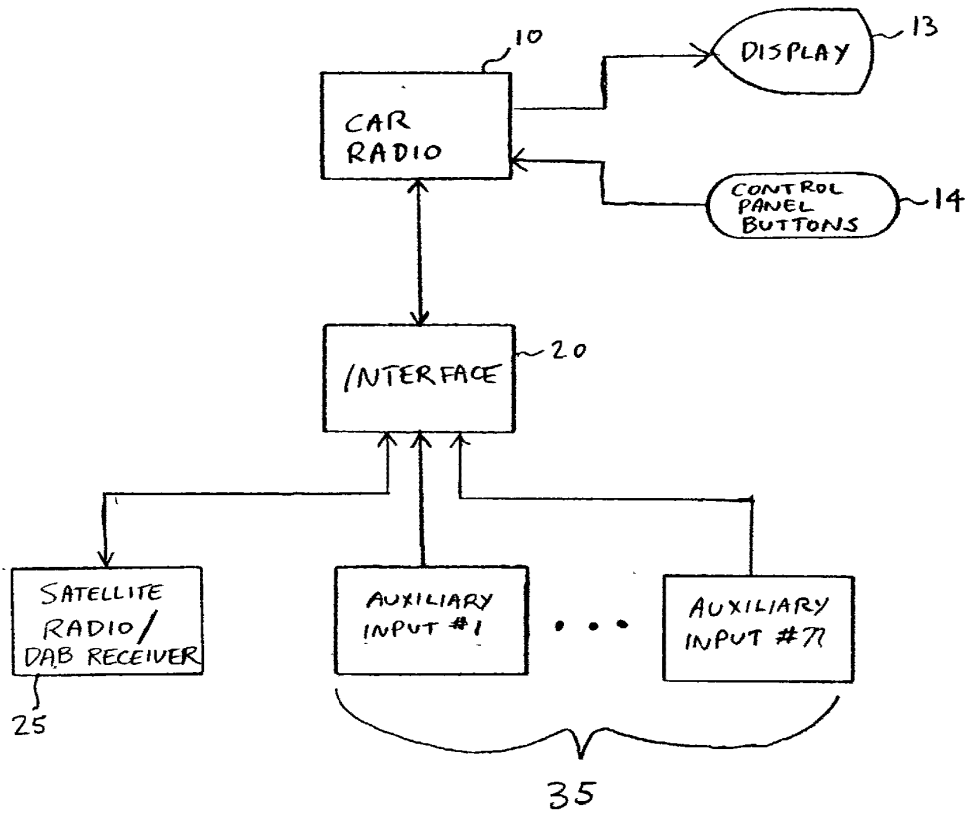 10
CAR
RADIO
DISPLAY
13
CONTROL
PANEL
BUTTONS
14
INTERFACE
20
SATELLITE
RADIO/
DAB RECEIVER
25
AUXILIARY
INPUT #1
• • •
AUXILIARY
INPUT #n
35